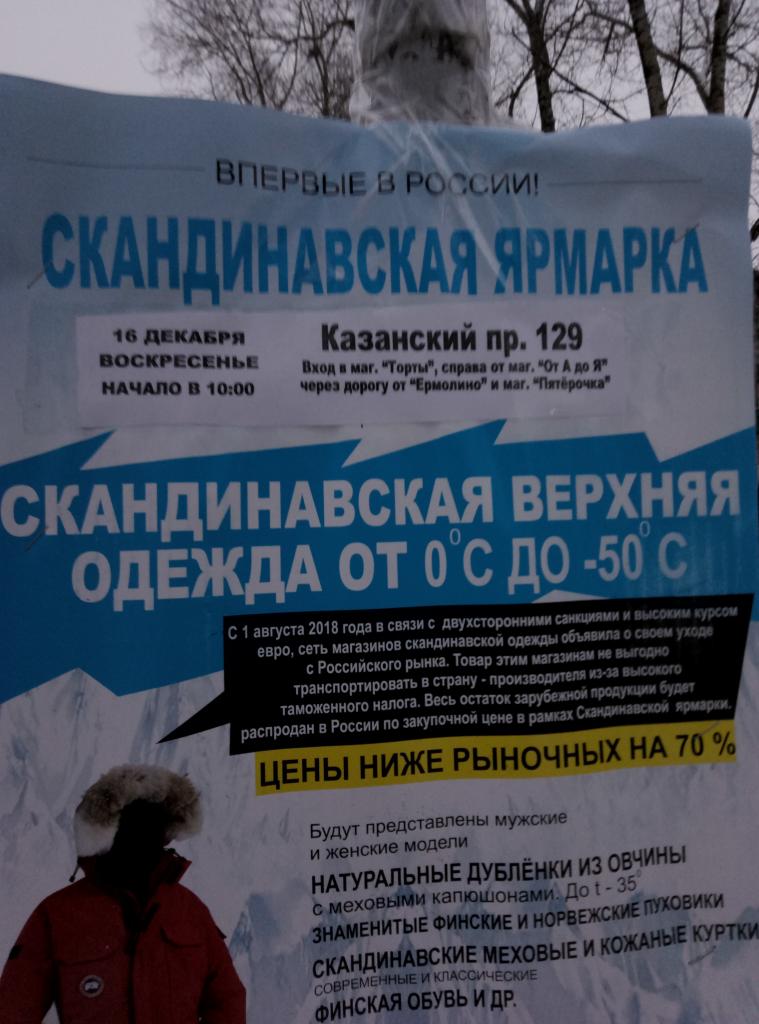 ВПЕРВЫЕ В РОССИИ!
СКАНДИНАВСКАЯ ЯРМАРКА
16 ДЕКАБРЯ
ВОСКРЕСЕНЬЕ
НАЧАЛО В 10:00
Казанский пр. 129
Вход в маг. "Торты", справа от маг. "От А до Я"
через дорогу от "Ермолино" и маг. "Пятёрочка"
СКАНДИНАВСКАЯ ВЕРХНЯЯ
ОДЕЖДА ОТ 0°С ДО -50°С
С 1 августа 2018 года в связи с двухсторонними санкциями и высоким курсом
евро, сеть магазинов скандинавской одежды объявила о своем уходе
с Российского рынка. Товар этим магазинам не выгодно
транспортировать в страну - производителя из-за высокого
таможенного налога. Весь остаток зарубежной продукции будет
распродан в России по закупочной цене в рамках Скандинавской ярмарки.
ЦЕНЫ НИЖЕ РЫНОЧНЫХ НА 70 %
Будут представлены мужские
и женские модели
НАТУРАЛЬНЫЕ ДУБЛЁНКИ ИЗ ОВЧИНЫ
с меховыми капюшонами. До t - 35°
ЗНАМЕНИТЫЕ ФИНСКИЕ И НОРВЕЖСКИЕ ПУХОВИКИ
СКАНДИНАВСКИЕ МЕХОВЫЕ И КОЖАНЫЕ КУРТКИ
СОВРЕМЕННЫЕ И КЛАССИЧЕСКИЕ
ФИНСКАЯ ОБУВЬ И ДР.